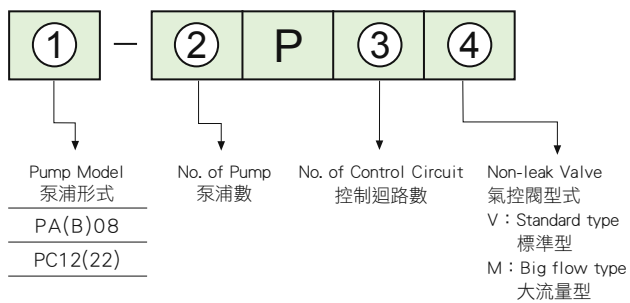 ① - ② P ③ ④
Pump Model
泵浦形式
PA(B)08
PC12(22)
No. of Pump
泵浦數
No. of Control Circuit
控制迴路數
Non-leak Valve
氣控閥型式
V：Standard type
標準型
M：Big flow type
大流量型